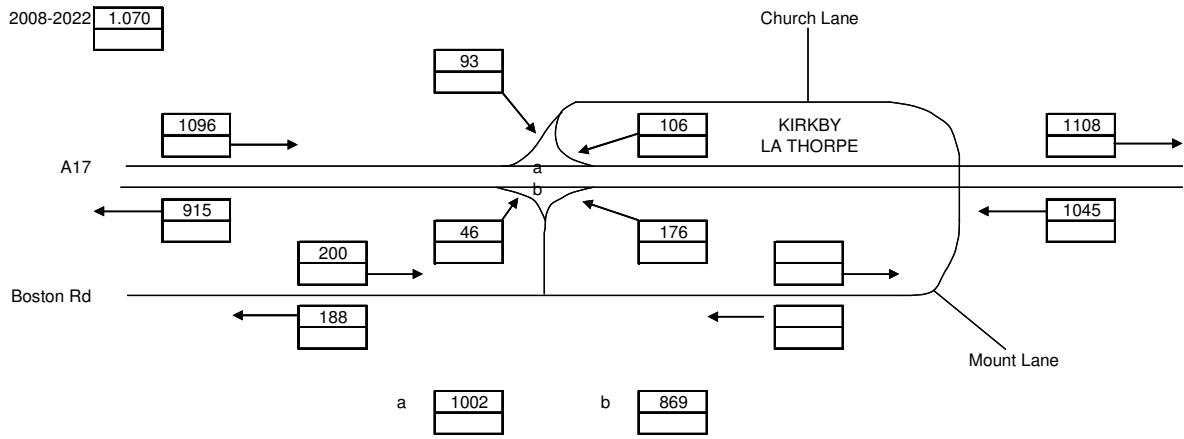 2008-2022 1.070
Church Lane
93
1096
106
KIRKBY
LA THORPE
1108
A17
a
b
915
46
176
1045
200
Boston Rd
188
Mount Lane
a 1002 b 869